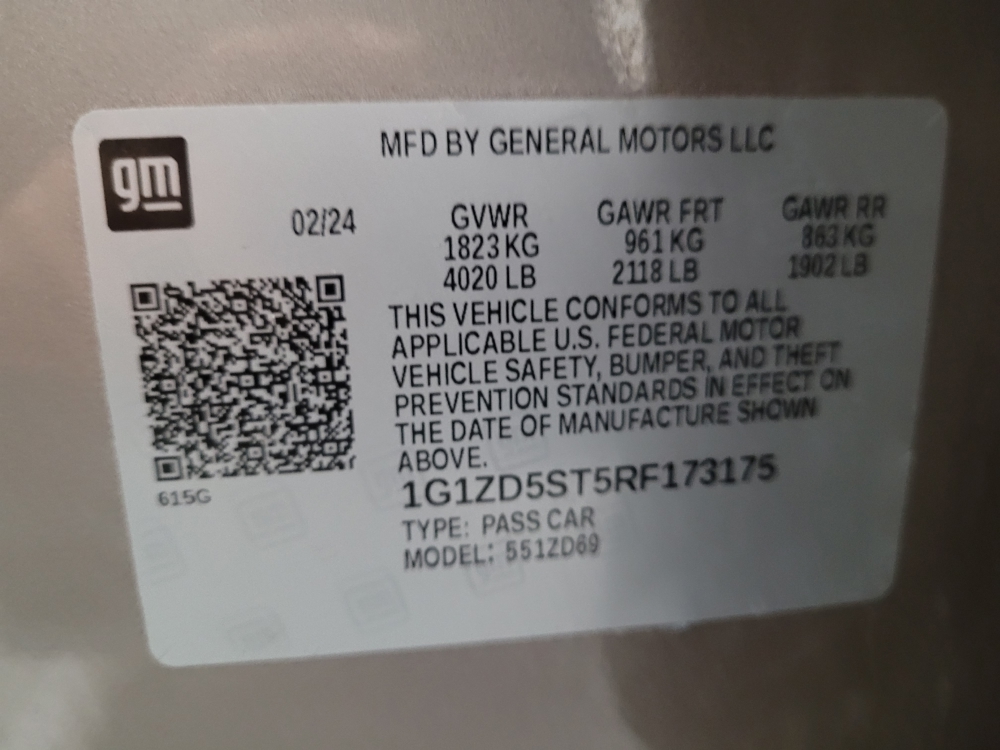 gm
MFD BY GENERAL MOTORS LLC
02/24
GVWR GAWR FRT GAWR RR
1823 KG 961 KG 863 KG
4020 LB 2118 LB 1902 LB
THIS VEHICLE CONFORMS TO ALL
APPLICABLE U.S. FEDERAL MOTOR
VEHICLE SAFETY, BUMPER, AND THEFT
PREVENTION STANDARDS IN EFFECT ON
THE DATE OF MANUFACTURE SHOWN
ABOVE.
615G
1G1ZD5ST5RF173175
TYPE: PASS CAR
MODEL: 551ZD69